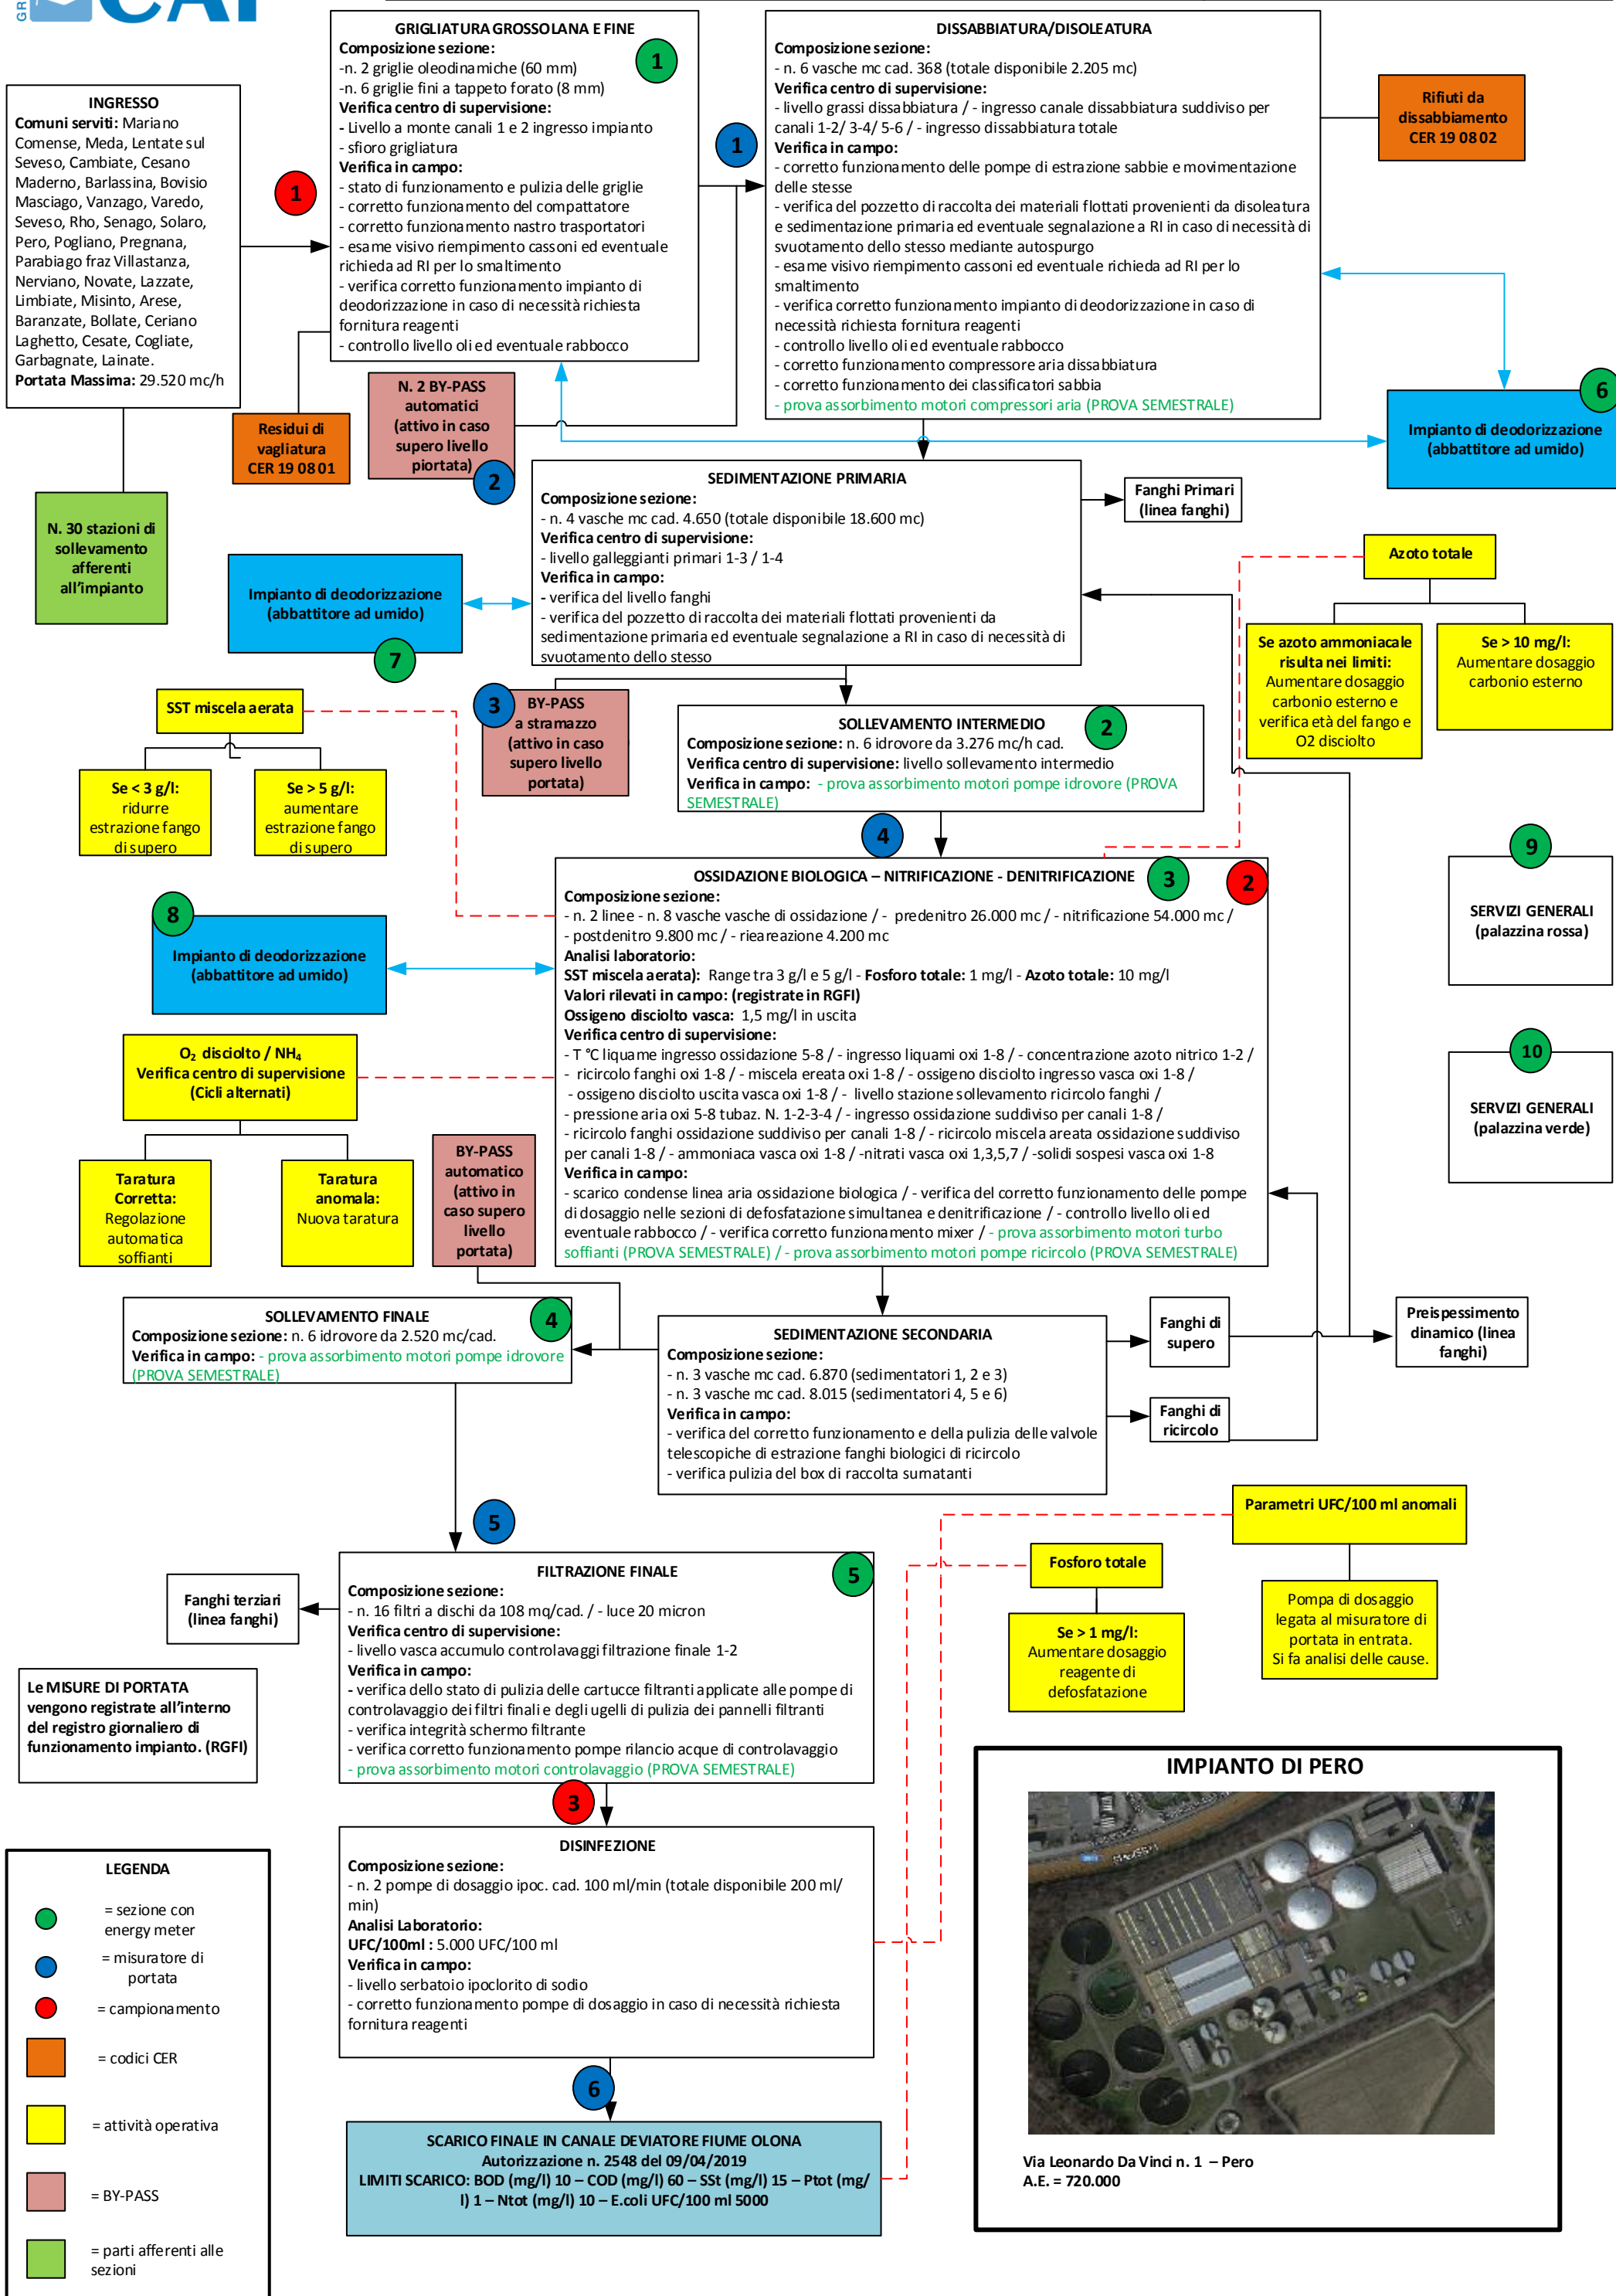 GR
CAP
INGRESSO
Comuni serviti: Mariano
Comense, Meda, Lentate sul
Seveso, Cambiate, Cesano
Maderno, Barlassina, Bovisio
Masciago, Vanzago, Varedo,
Seveso, Rho, Senago, Solaro,
Pero, Pogliano, Pregnana,
Parabiago fraz Villastanza,
Nerviano, Novate, Lazzate,
Limbiate, Misinto, Arese,
Baranzate, Bollate, Ceriano
Laghetto, Cesate, Cogliate,
Garbagnate, Lainate.
Portata Massima: 29.520 mc/h
1
GRIGLIATURA GROSSOLANA E FINE
Composizione sezione:
-n. 2 griglie oleodinamiche (60 mm)
-n. 6 griglie fini a tappeto forato (8 mm)
Verifica centro di supervisione:
- Livello a monte canali 1 e 2 ingresso impianto
- sfioro grigliatura
Verifica in campo:
- stato di funzionamento e pulizia delle griglie
- corretto funzionamento del compattatore
- corretto funzionamento nastro trasportatori
- esame visivo riempimento cassoni ed eventuale
richieda ad RI per lo smaltimento
- verifica corretto funzionamento impianto di
deodorizzazione in caso di necessità richiesta
fornitura reagenti
- controllo livello oli ed eventuale rabbocco
1
1
DISSABBIATURA/DISOLEATURA
Composizione sezione:
- n. 6 vasche mc cad. 368 (totale disponibile 2.205 mc)
Verifica centro di supervisione:
- livello grassi dissabbiatura / - ingresso canale dissabbiatura suddiviso per
canali 1-2/ 3-4/ 5-6 / - ingresso dissabbiatura totale
Verifica in campo:
- corretto funzionamento delle pompe di estrazione sabbie e movimentazione
delle stesse
- verifica del pozzetto di raccolta dei materiali flottati provenienti da disoleatura
e sedimentazione primaria ed eventuale segnalazione a RI in caso di necessità di
svuotamento dello stesso mediante autospurgo
- esame visivo riempimento cassoni ed eventuale richieda ad RI per lo
smaltimento
- verifica corretto funzionamento impianto di deodorizzazione in caso di
necessità richiesta fornitura reagenti
- controllo livello oli ed eventuale rabbocco
- corretto funzionamento compressore aria dissabbiatura
- corretto funzionamento dei classificatori sabbia
- prova assorbimento motori compressori aria (PROVA SEMESTRALE)
Rifiuti da
dissabbiamento
CER 19 08 02
6
Impianto di deodorizzazione
(abbattitore ad umido)
N. 2 BY-PASS
automatici
(attivo in caso
supero livello
piortata)
2
Residui di
vagliatura
CER 19 08 01
N. 30 stazioni di
sollevamento
afferenti
all'impianto
SEDIMENTAZIONE PRIMARIA
Composizione sezione:
- n. 4 vasche mc cad. 4.650 (totale disponibile 18.600 mc)
Verifica centro di supervisione:
- livello galleggianti primari 1-3 / 1-4
Verifica in campo:
- verifica del livello fanghi
- verifica del pozzetto di raccolta dei materiali flottati provenienti da
sedimentazione primaria ed eventuale segnalazione a RI in caso di necessità di
svuotamento dello stesso
Fanghi Primari
(linea fanghi)
Impianto di deodorizzazione
(abbattitore ad umido)
7
Azoto totale
Se azoto ammoniacale
risulta nei limiti:
Aumentare dosaggio
carbonio esterno e
verifica età del fango e
O2 disciolto
Se > 10 mg/l:
Aumentare dosaggio
carbonio esterno
SST miscela aerata
Se < 3 g/l:
ridurre
estrazione fango
di supero
Se > 5 g/l:
aumentare
estrazione fango
di supero
3
BY-PASS
a stramazzo
(attivo in caso
supero livello
portata)
SOLLEVAMENTO INTERMEDIO
2
Composizione sezione: n. 6 idrovore da 3.276 mc/h cad.
Verifica centro di supervisione: livello sollevamento intermedio
Verifica in campo: - prova assorbimento motori pompe idrovore (PROVA
SEMESTRALE)
4
OSSIDAZIONE BIOLOGICA – NITRIFICAZIONE - DENITRIFICAZIONE
3
2
Composizione sezione:
- n. 2 linee - n. 8 vasche vasche di ossidazione / - predenitro 26.000 mc / - nitrificazione 54.000 mc /
- postdenitro 9.800 mc / - rieareazione 4.200 mc
Analisi laboratorio:
SST miscela aerata): Range tra 3 g/l e 5 g/l - Fosforo totale: 1 mg/l - Azoto totale: 10 mg/l
Valori rilevati in campo: (registrate in RGFI)
Ossigeno disciolto vasca: 1,5 mg/l in uscita
Verifica centro di supervisione:
- T °C liquame ingresso ossidazione 5-8 / - ingresso liquami oxi 1-8 / - concentrazione azoto nitrico 1-2 /
- ricircolo fanghi oxi 1-8 / - miscela ereata oxi 1-8 / - ossigeno disciolto ingresso vasca oxi 1-8 /
- ossigeno disciolto uscita vasca oxi 1-8 / - livello stazione sollevamento ricircolo fanghi /
- pressione aria oxi 5-8 tubaz. N. 1-2-3-4 / - ingresso ossidazione suddiviso per canali 1-8 /
- ricircolo fanghi ossidazione suddiviso per canali 1-8 / - ricircolo miscela areata ossidazione suddiviso
per canali 1-8 / - ammoniaca vasca oxi 1-8 / -nitrati vasca oxi 1,3,5,7 / -solidi sospesi vasca oxi 1-8
Verifica in campo:
- scarico condense linea aria ossidazione biologica / - verifica del corretto funzionamento delle pompe
di dosaggio nelle sezioni di defosfatazione simultanea e denitrificazione / - controllo livello oli ed
eventuale rabbocco / - verifica corretto funzionamento mixer / - prova assorbimento motori turbo
soffianti (PROVA SEMESTRALE) / - prova assorbimento motori pompe ricircolo (PROVA SEMESTRALE)
8
Impianto di deodorizzazione
(abbattitore ad umido)
O₂ disciolto / NH₄
Verifica centro di supervisione
(Cicli alternati)
Taratura
Corretta:
Regolazione
automatica
soffianti
Taratura
anomala:
Nuova taratura
BY-PASS
automatico
(attivo in
caso supero
livello
portata)
9
SERVIZI GENERALI
(palazzina rossa)
10
SERVIZI GENERALI
(palazzina verde)
SOLLEVAMENTO FINALE
4
Composizione sezione: n. 6 idrovore da 2.520 mc/cad.
Verifica in campo: - prova assorbimento motori pompe idrovore
(PROVA SEMESTRALE)
SEDIMENTAZIONE SECONDARIA
Composizione sezione:
- n. 3 vasche mc cad. 6.870 (sedimentatori 1, 2 e 3)
- n. 3 vasche mc cad. 8.015 (sedimentatori 4, 5 e 6)
Verifica in campo:
- verifica del corretto funzionamento e della pulizia delle valvole
telescopiche di estrazione fanghi biologici di ricircolo
- verifica pulizia del box di raccolta surnatanti
Fanghi di
supero
Fanghi di
ricircolo
Preispessimento
dinamico (linea
fanghi)
5
FILTRAZIONE FINALE
5
Composizione sezione:
- n. 16 filtri a dischi da 108 mq/cad. / - luce 20 micron
Verifica centro di supervisione:
- livello vasca accumulo controlavaggi filtrazione finale 1-2
Verifica in campo:
- verifica dello stato di pulizia delle cartucce filtranti applicate alle pompe di
controlavaggio dei filtri finali e degli ugelli di pulizia dei pannelli filtranti
- verifica integrità schermo filtrante
- verifica corretto funzionamento pompe rilancio acque di controlavaggio
- prova assorbimento motori controlavaggio (PROVA SEMESTRALE)
Fanghi terziari
(linea fanghi)
Le MISURE DI PORTATA
vengono registrate all'interno
del registro giornaliero di
funzionamento impianto. (RGFI)
Parametri UFC/100 ml anomali
Pompa di dosaggio
legata al misuratore di
portata in entrata.
Si fa analisi delle cause.
Fosforo totale
Se > 1 mg/l:
Aumentare dosaggio
reagente di
defosfatazione
3
DISINFEZIONE
Composizione sezione:
- n. 2 pompe di dosaggio ipoc. cad. 100 ml/min (totale disponibile 200 ml/
min)
Analisi Laboratorio:
UFC/100ml : 5.000 UFC/100 ml
Verifica in campo:
- livello serbatoio ipoclorito di sodio
- corretto funzionamento pompe di dosaggio in caso di necessità richiesta
fornitura reagenti
6
SCARICO FINALE IN CANALE DEVIATORE FIUME OLONA
Autorizzazione n. 2548 del 09/04/2019
LIMITI SCARICO: BOD (mg/l) 10 – COD (mg/l) 60 – SSt (mg/l) 15 – Ptot (mg/
l) 1 – Ntot (mg/l) 10 – E.coli UFC/100 ml 5000
IMPIANTO DI PERO
Via Leonardo Da Vinci n. 1 – Pero
A.E. = 720.000
LEGENDA
= sezione con
energy meter
= misuratore di
portata
= campionamento
= codici CER
= attività operativa
= BY-PASS
= parti afferenti alle
sezioni